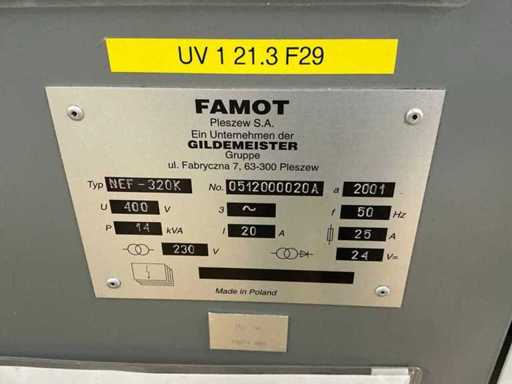 UV 1 21.3 F29
FAMOT
Pleszew S.A.
Ein Unternehmen der
GILDEMEISTER
Gruppe
ul. Fabryczna 7, 63-300 Pleszew
Typ NEF-320K No. 0512000020A a 2001
U 400 V 3 ~ f 50 Hz
P 14 kVA I 20 A 25 A
230 V 24 V=
Made in Poland